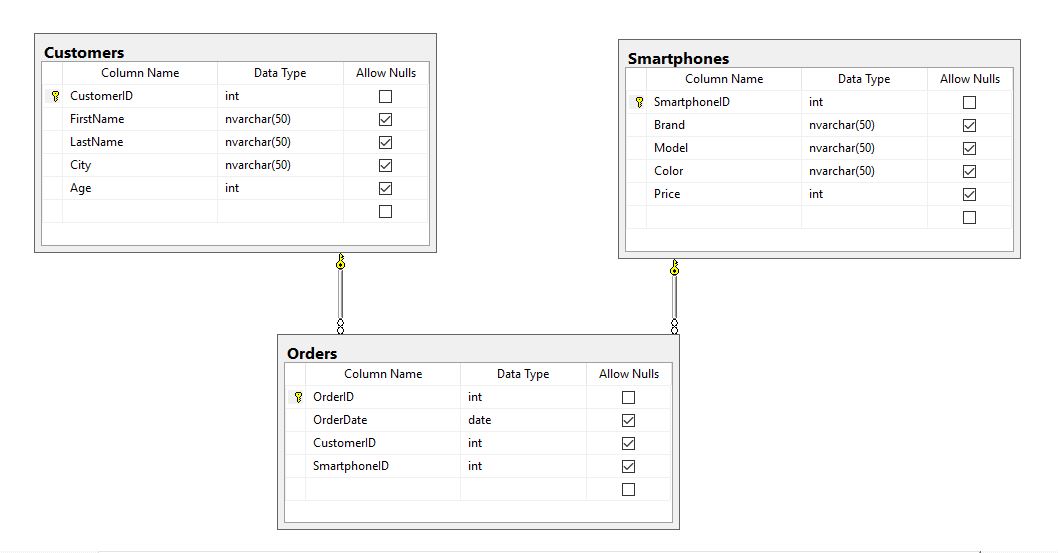 Customers
Column Name Data Type Allow Nulls
CustomerID int
FirstName nvarchar(50)
LastName nvarchar(50)
City nvarchar(50)
Age int
Smartphones
Column Name Data Type Allow Nulls
SmartphoneID int
Brand nvarchar(50)
Model nvarchar(50)
Color nvarchar(50)
Price int
Orders
Column Name Data Type Allow Nulls
OrderID int
OrderDate date
CustomerID int
SmartphoneID int